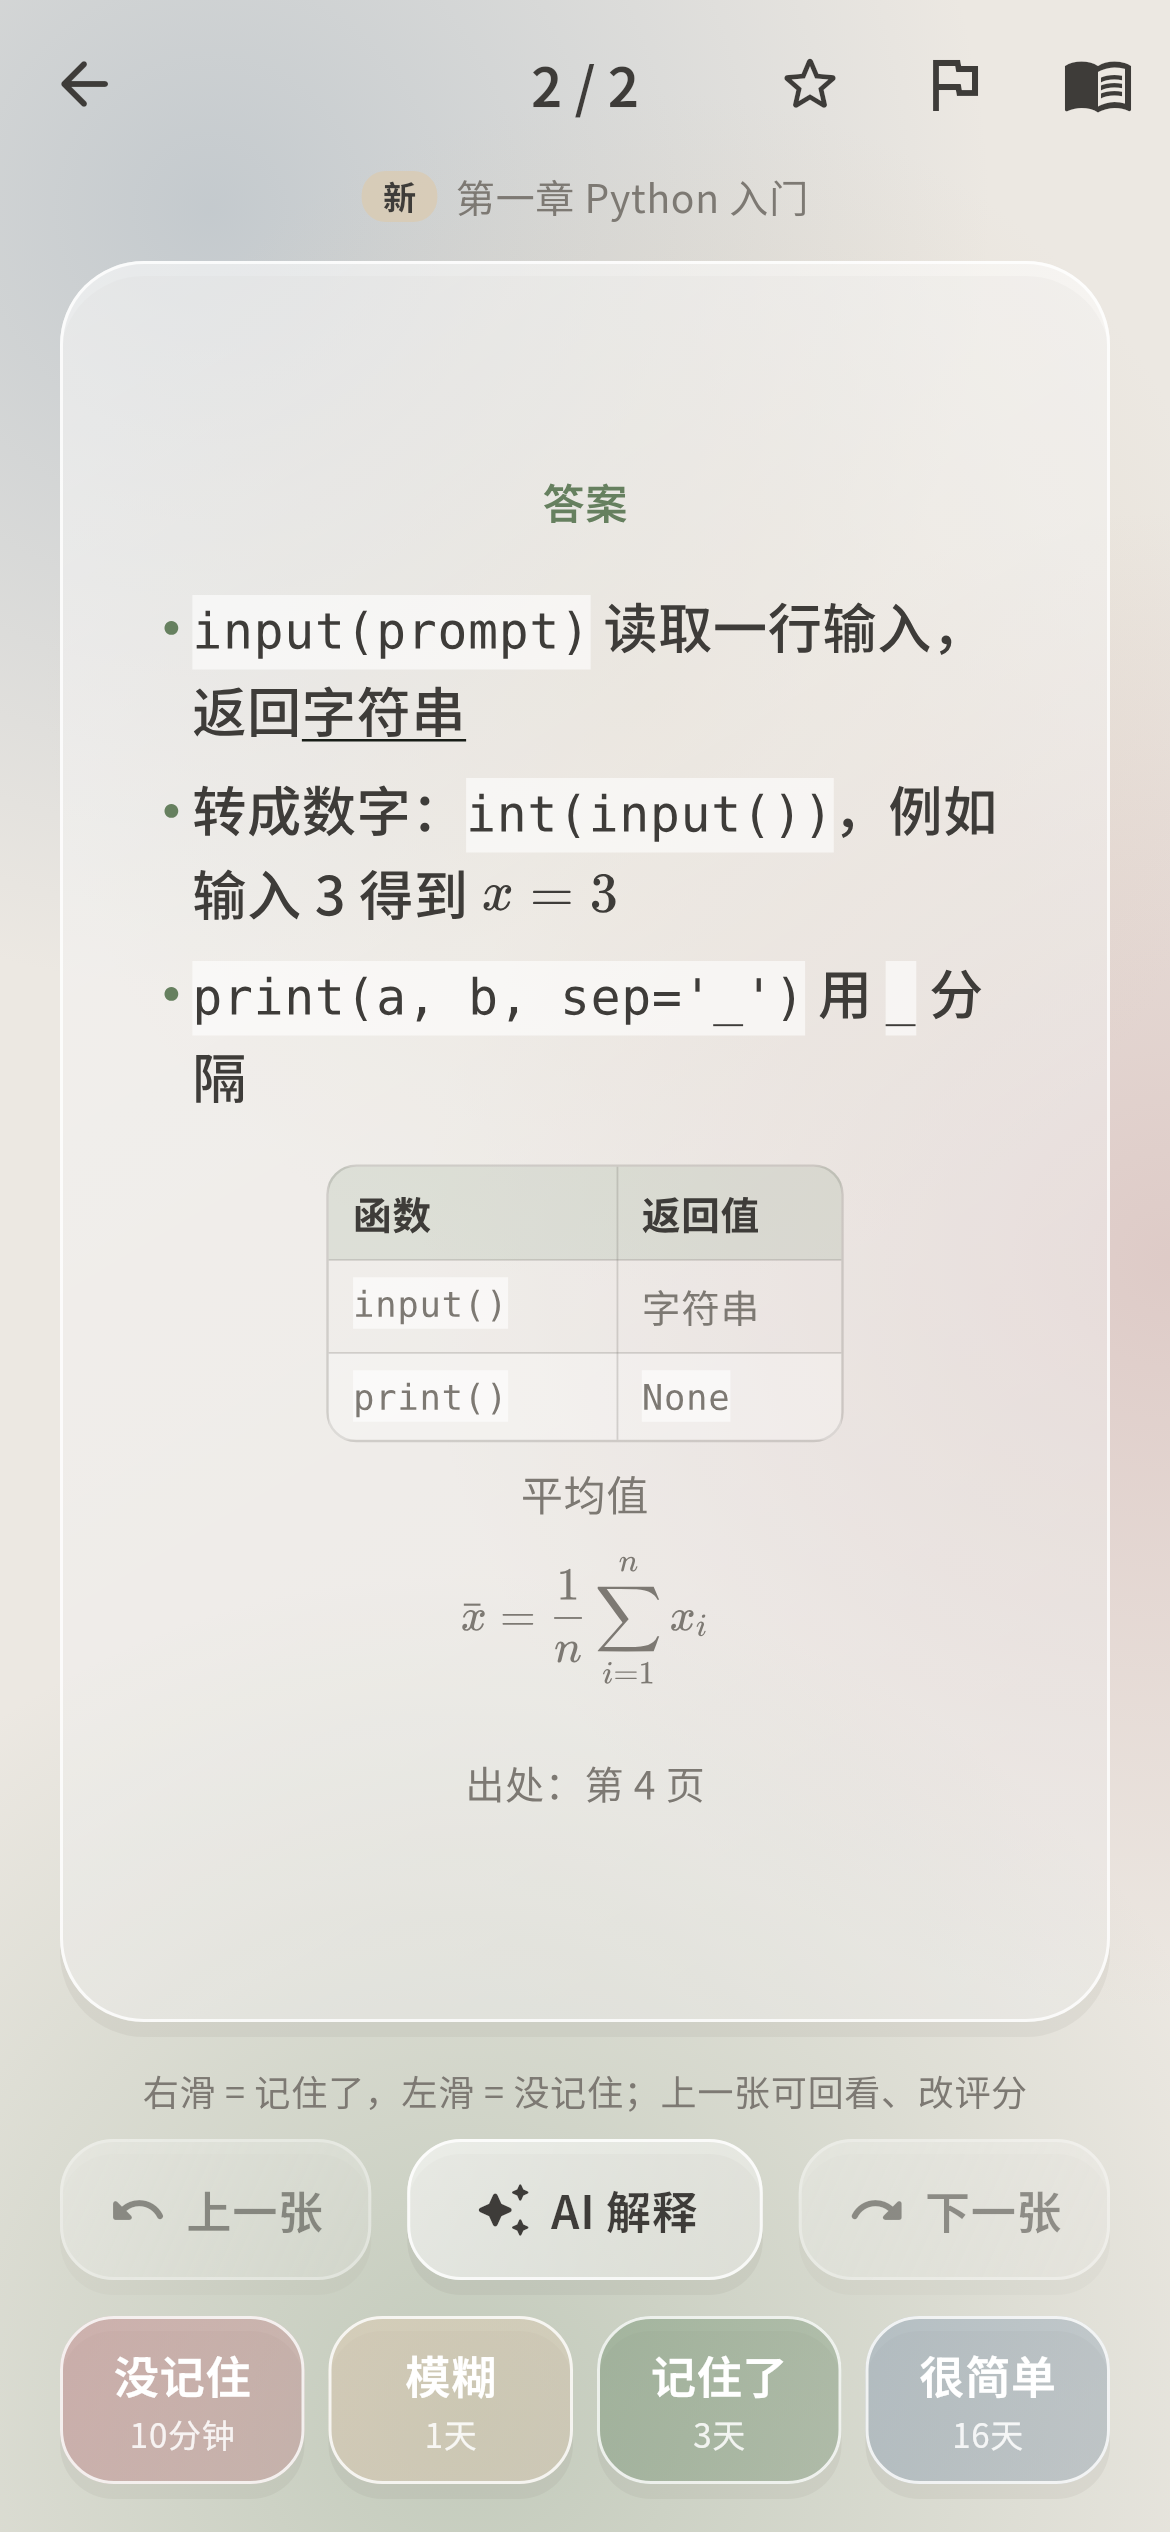 2 / 2
新 第一章 Python 入门
答案
• input(prompt) 读取一行输入，
返回字符串
• 转成数字：int(input())，例如
输入 3 得到 x = 3
• print(a, b, sep='_') 用 _ 分
隔
函数 返回值
input() 字符串
print() None
平均值
x̄ = 1/n ∑_{i=1}^{n} x_i
出处：第 4 页
右滑 = 记住了，左滑 = 没记住；上一张可回看、改评分
上一张 AI 解释 下一张
没记住 模糊 记住了 很简单
10分钟 1天 3天 16天